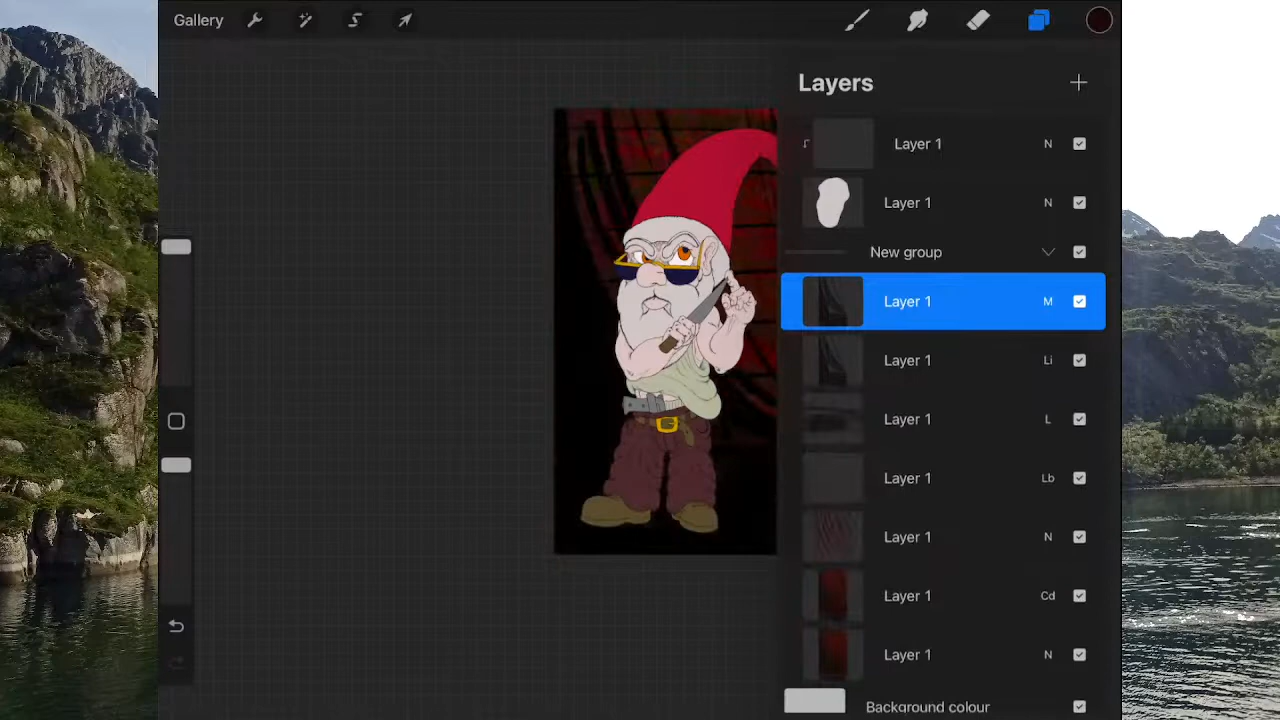 Gallery
Layers
Layer 1 N
Layer 1 N
New group
Layer 1 M
Layer 1 Li
Layer 1 L
Layer 1 Lb
Layer 1 N
Layer 1 Cd
Layer 1 N
Background colour